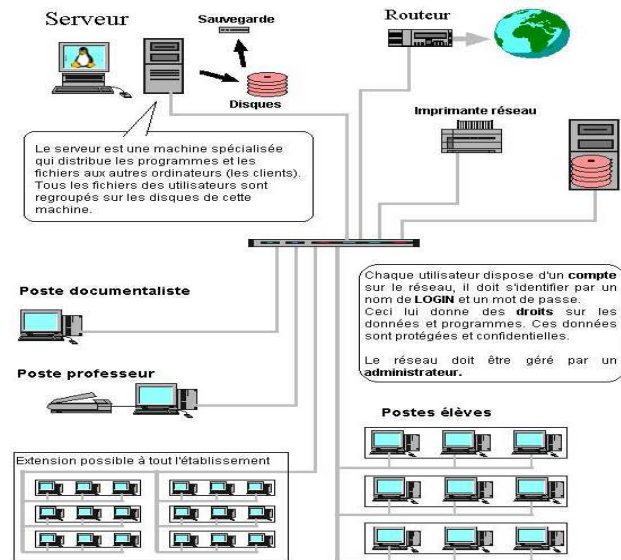 Serveur
Sauvegarde
Routeur
Disques
Imprimante réseau
Le serveur est une machine spécialisée
qui distribue les programmes et les
fichiers aux autres ordinateurs (les clients).
Tous les fichiers des utilisateurs sont
regroupés sur les disques de cette
machine.
Chaque utilisateur dispose d'un compte
sur le réseau, il doit s'identifier par un
nom de LOGIN et un mot de passe.
Ceci lui donne des droits sur les
données et programmes. Ces données
sont protégées et confidentielles.
Le réseau doit être géré par un
administrateur.
Poste documentaliste
Poste professeur
Postes élèves
Extension possible à tout l'établissement